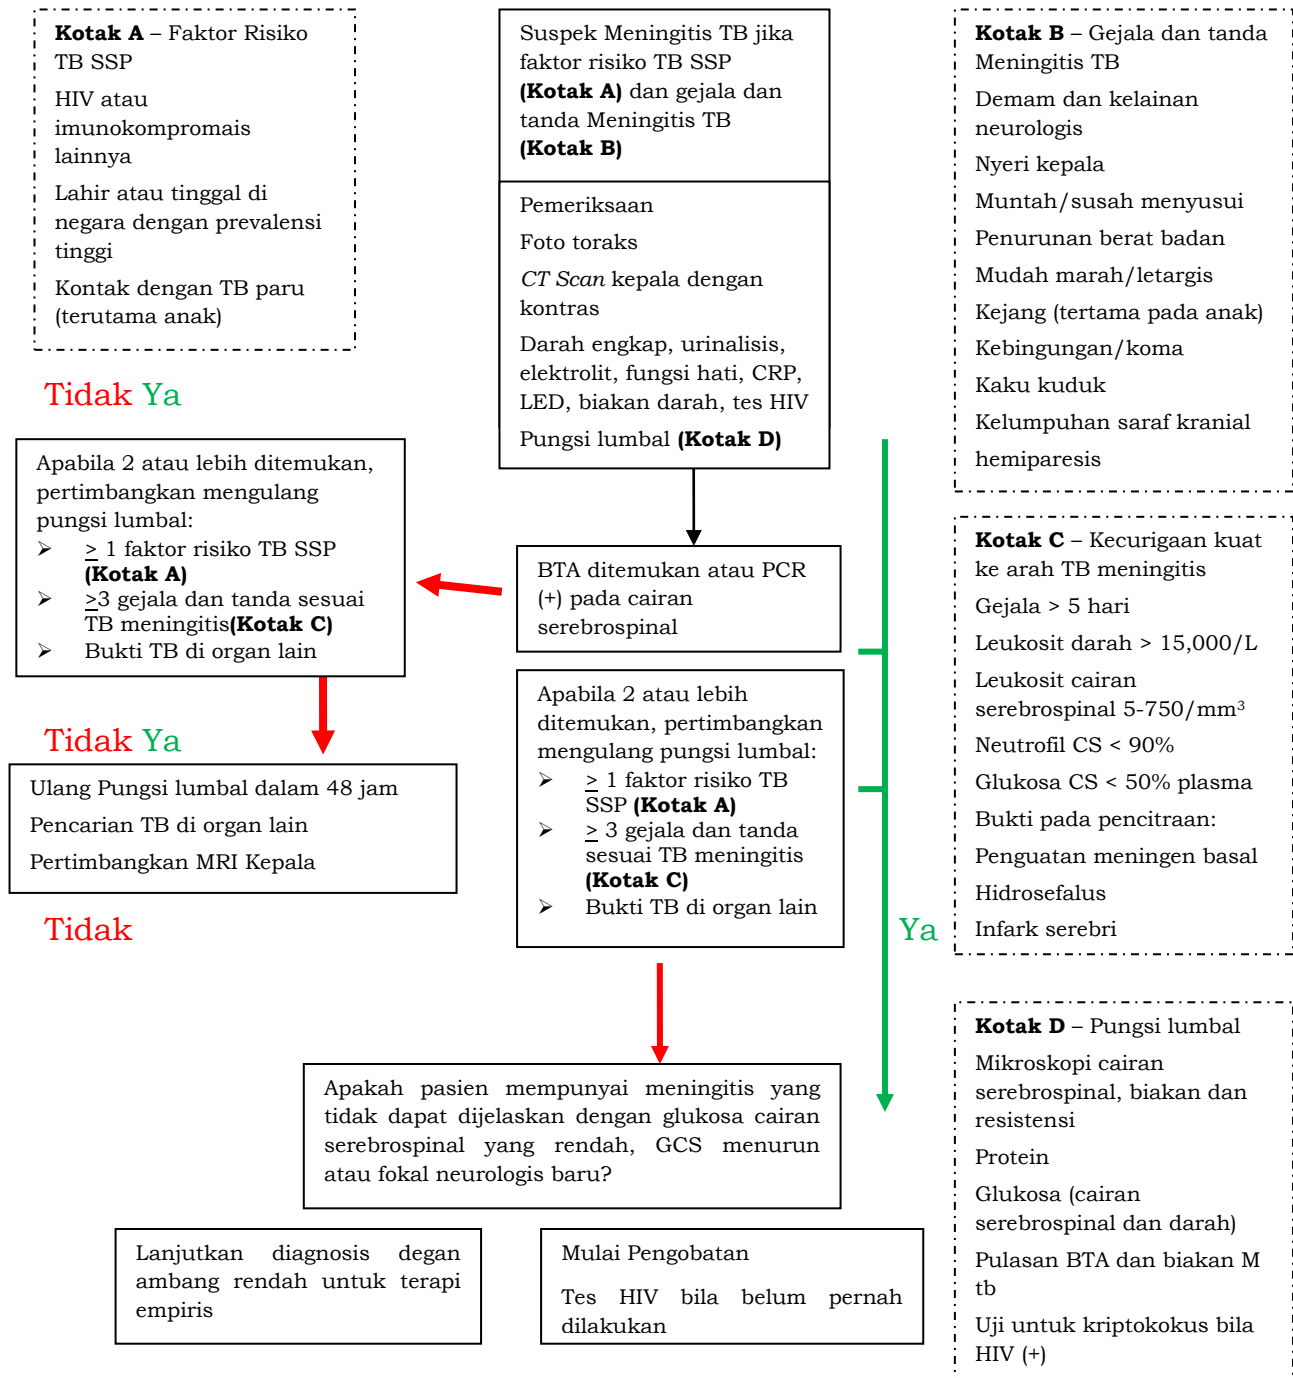 Kotak A – Faktor Risiko
TB SSP
HIV atau
imunokompromais
lainnya
Lahir atau tinggal di
negara dengan prevalensi
tinggi
Kontak dengan TB paru
(terutama anak)
Suspek Meningitis TB jika
faktor risiko TB SSP
(Kotak A) dan gejala dan
tanda Meningitis TB
(Kotak B)
Pemeriksaan
Foto toraks
CT Scan kepala dengan
kontras
Darah engkap, urinalisis,
elektrolit, fungsi hati, CRP,
LED, biakan darah, tes HIV
Pungsi lumbal (Kotak D)
Kotak B – Gejala dan tanda
Meningitis TB
Demam dan kelainan
neurologis
Nyeri kepala
Muntah/susah menyusui
Penurunan berat badan
Mudah marah/letargis
Kejang (tertama pada anak)
Kebingungan/koma
Kaku kuduk
Kelumpuhan saraf kranial
hemiparesis
Tidak Ya
Apabila 2 atau lebih ditemukan,
pertimbangkan mengulang
pungsi lumbal:
➢ ≥ 1 faktor risiko TB SSP
(Kotak A)
➢ ≥3 gejala dan tanda sesuai
TB meningitis(Kotak C)
➢ Bukti TB di organ lain
BTA ditemukan atau PCR
(+) pada cairan
serebrospinal
Kotak C – Kecurigaan kuat
ke arah TB meningitis
Gejala > 5 hari
Leukosit darah > 15,000/L
Leukosit cairan
serebrospinal 5-750/mm³
Neutrofil CS < 90%
Glukosa CS < 50% plasma
Bukti pada pencitraan:
Penguatan meningen basal
Hidrosefalus
Infark serebri
Apabila 2 atau lebih
ditemukan, pertimbangkan
mengulang pungsi lumbal:
➢ ≥ 1 faktor risiko TB
SSP (Kotak A)
➢ ≥ 3 gejala dan tanda
sesuai TB meningitis
(Kotak C)
➢ Bukti TB di organ lain
Tidak Ya
Ulang Pungsi lumbal dalam 48 jam
Pencarian TB di organ lain
Pertimbangkan MRI Kepala
Tidak
Ya
Apakah pasien mempunyai meningitis yang
tidak dapat dijelaskan dengan glukosa cairan
serebrospinal yang rendah, GCS menurun
atau fokal neurologis baru?
Kotak D – Pungsi lumbal
Mikroskopi cairan
serebrospinal, biakan dan
resistensi
Protein
Glukosa (cairan
serebrospinal dan darah)
Pulasan BTA dan biakan M
tb
Uji untuk kriptokokus bila
HIV (+)
Lanjutkan diagnosis degan
ambang rendah untuk terapi
empiris
Mulai Pengobatan
Tes HIV bila belum pernah
dilakukan